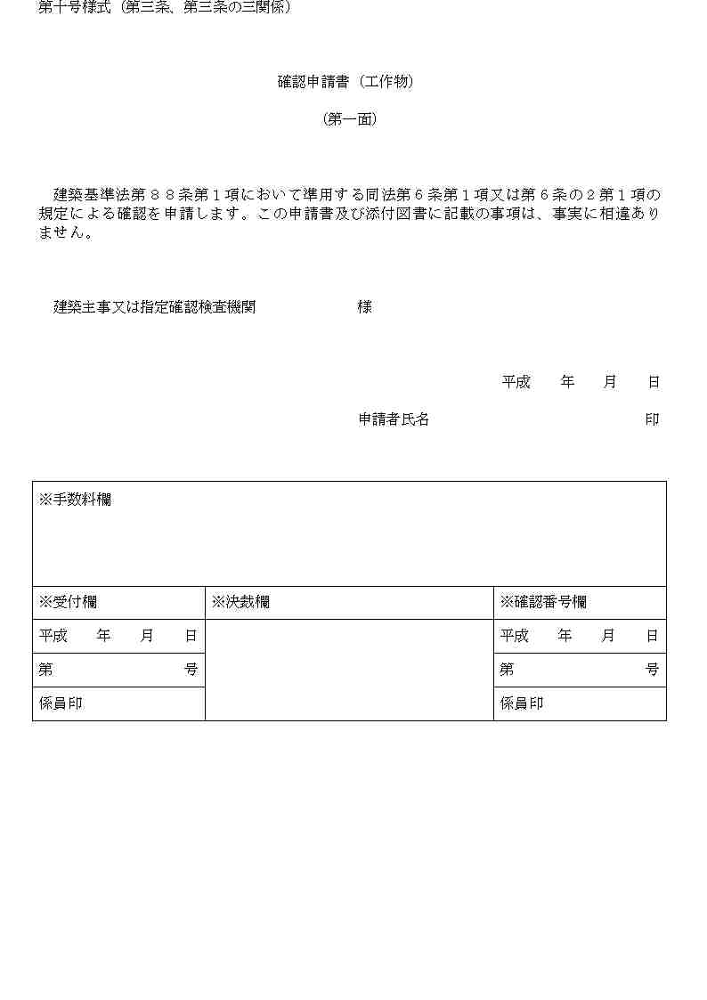 第十号様式（第三条、第三条の三関係）
確認申請書（工作物）
（第一面）
　建築基準法第８８条第１項において準用する同法第６条第１項又は第６条の２第１項の
規定による確認を申請します。この申請書及び添付図書に記載の事項は、事実に相違あり
ません。
　建築主事又は指定確認検査機関　　　　　　　様
平成　　年　　月　　日
申請者氏名　　　　　　　　　　　　　　　印
※手数料欄
※受付欄　※決裁欄　※確認番号欄
平成　　年　　月　　日　平成　　年　　月　　日
第　　　　　　　　　号　第　　　　　　　　　号
係員印　係員印